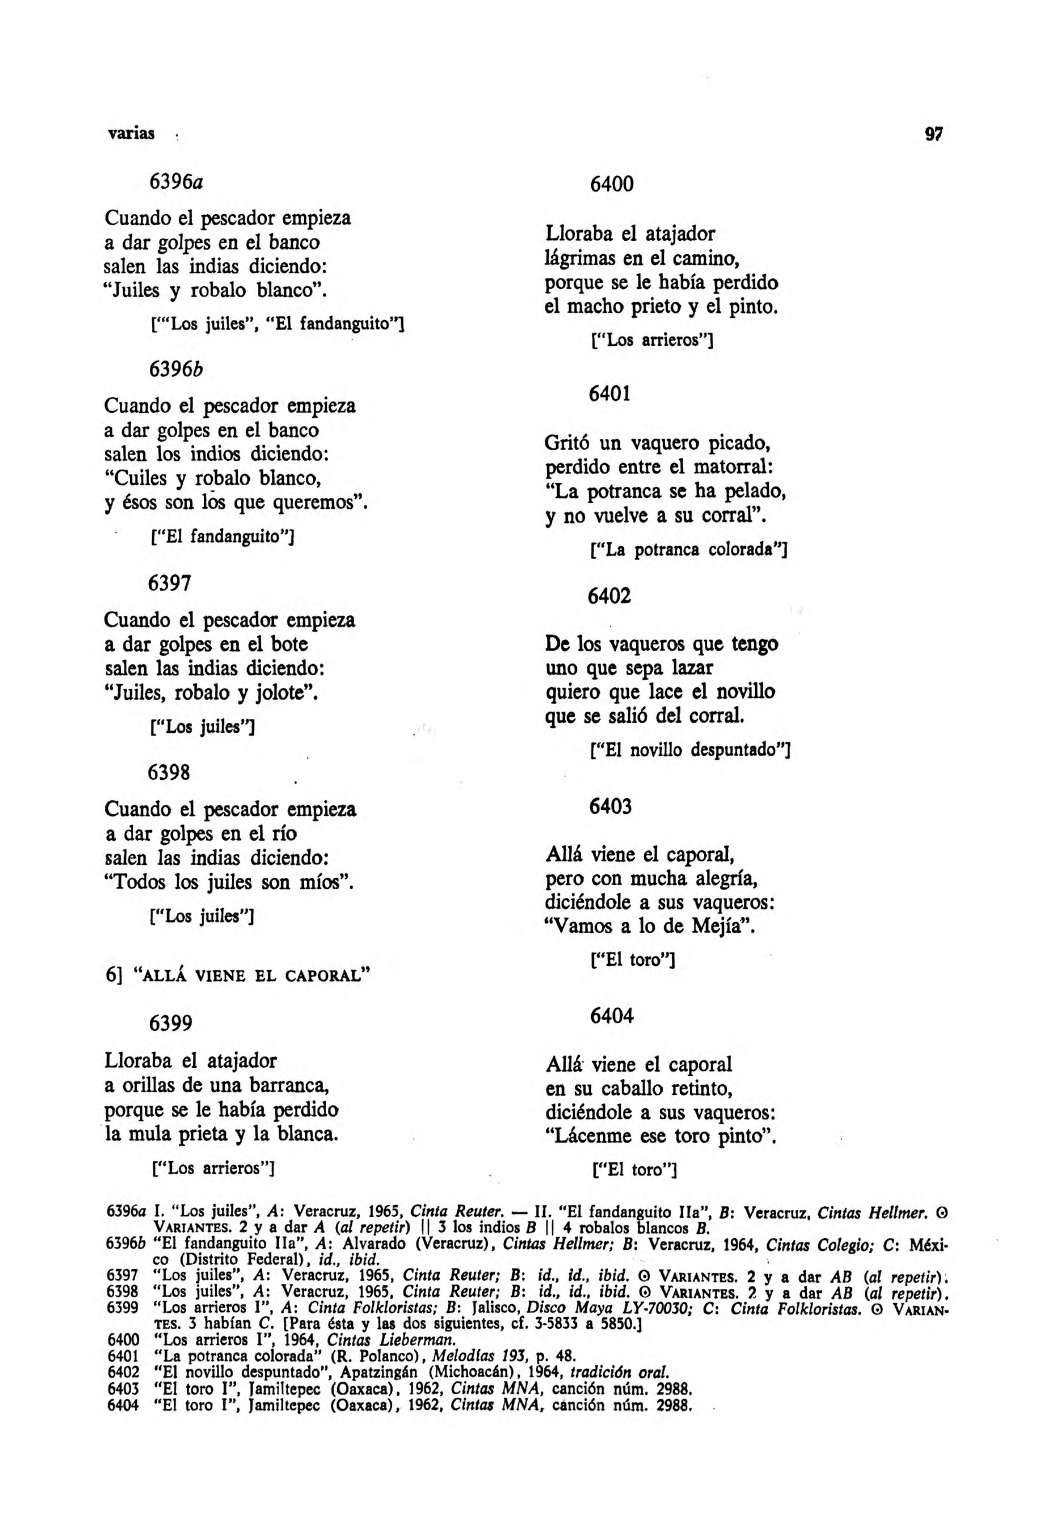 varias
97
6396a
Cuando el pescador empieza
a dar golpes en el banco
salen las indias diciendo:
“Juiles y robalo blanco”.
["“Los juiles”, “El fandanguito”]
6396b
Cuando el pescador empieza
a dar golpes en el banco
salen los indios diciendo:
“Cuiles y robalo blanco,
y ésos son los que queremos”.
[“El fandanguito”]
6397
Cuando el pescador empieza
a dar golpes en el bote
salen las indias diciendo:
“Juiles, robalo y jolote”.
[“Los juiles”]
6398
Cuando el pescador empieza
a dar golpes en el río
salen las indias diciendo:
“Todos los juiles son míos”.
[“Los juiles”]
6] “ALLÁ VIENE EL CAPORAL”
6399
Lloraba el atajador
a orillas de una barranca,
porque se le había perdido
la mula prieta y la blanca.
[“Los arrieros”]
6400
Lloraba el atajador
lágrimas en el camino,
porque se le había perdido
el macho prieto y el pinto.
[“Los arrieros”]
6401
Gritó un vaquero picado,
perdido entre el matorral:
“La potranca se ha pelado,
y no vuelve a su corral”.
[“La potranca colorada”]
6402
De los vaqueros que tengo
uno que sepa lazar
quiero que lace el novillo
que se salió del corral.
[“El novillo despuntado”]
6403
Allá viene el caporal,
pero con mucha alegría,
diciéndole a sus vaqueros:
“Vamos a lo de Mejía”.
[“El toro”]
6404
Allá viene el caporal
en su caballo retinto,
diciéndole a sus vaqueros:
“Lácenme ese toro pinto”.
[“El toro”]
6396a I. “Los juiles”, A: Veracruz, 1965, Cinta Reuter. — II. “El fandanguito IIa”, B: Veracruz, Cintas Hellmer. ⊙
VARIANTES. 2 y a dar A (al repetir) || 3 los indios B || 4 robalos blancos B.
6396b “El fandanguito IIa”, A: Alvarado (Veracruz), Cintas Hellmer; B: Veracruz, 1964, Cintas Colegio; C: Méxi-
co (Distrito Federal), id., ibid.
6397 “Los juiles”, A: Veracruz, 1965, Cinta Reuter; B: id., id., ibid. ⊙ VARIANTES. 2 y a dar AB (al repetir).
6398 “Los juiles”, A: Veracruz, 1965, Cinta Reuter; B: id., id., ibid. ⊙ VARIANTES. 2 y a dar AB (al repetir).
6399 “Los arrieros I”, A: Cinta Folkloristas; B: Jalisco, Disco Maya LY-70030; C: Cinta Folkloristas. ⊙ VARIAN-
TES. 3 habían C. [Para ésta y las dos siguientes, cf. 3-5833 a 5850.]
6400 “Los arrieros I”, 1964, Cintas Lieberman.
6401 “La potranca colorada” (R. Polanco), Melodías 193, p. 48.
6402 “El novillo despuntado”, Apatzingán (Michoacán), 1964, tradición oral.
6403 “El toro I”, Jamiltepec (Oaxaca), 1962, Cintas MNA, canción núm. 2988.
6404 “El toro I”, Jamiltepec (Oaxaca), 1962, Cintas MNA, canción núm. 2988.